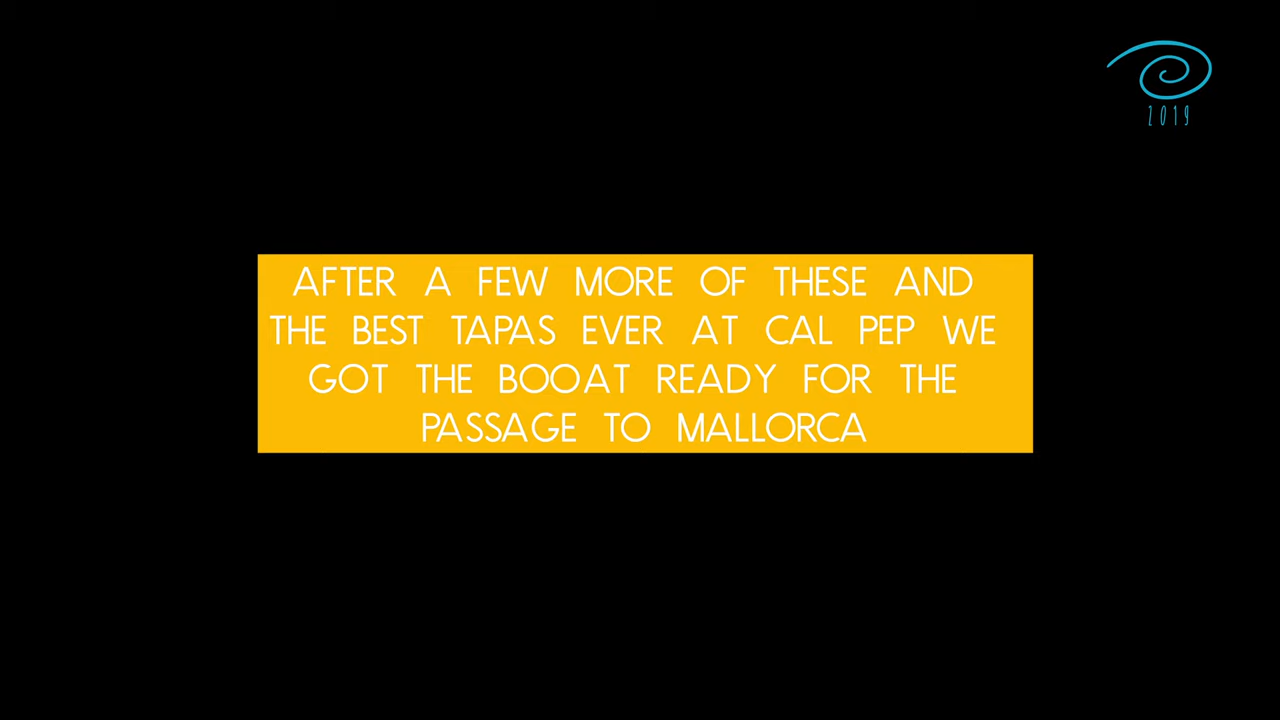 2019
AFTER A FEW MORE OF THESE AND
THE BEST TAPAS EVER AT CAL PEP WE
GOT THE BOOAT READY FOR THE
PASSAGE TO MALLORCA